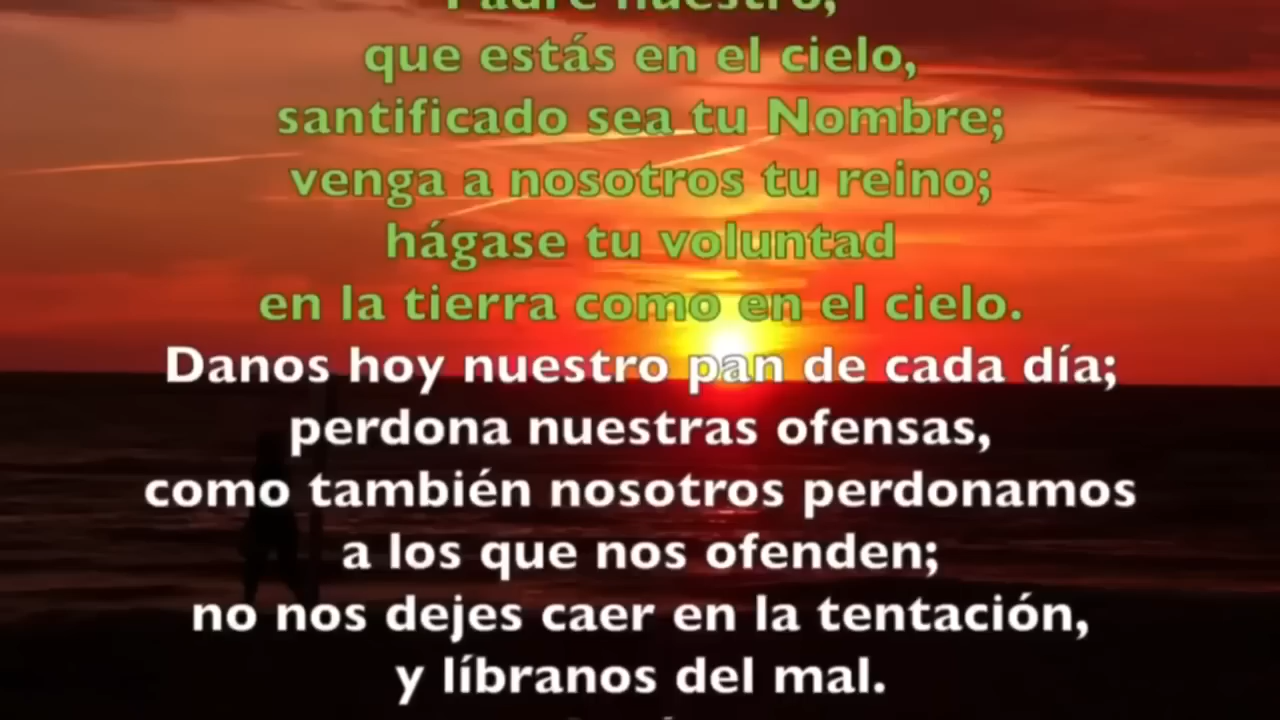 Padre nuestro,
que estás en el cielo,
santificado sea tu Nombre;
venga a nosotros tu reino;
hágase tu voluntad
en la tierra como en el cielo.
Danos hoy nuestro pan de cada día;
perdona nuestras ofensas,
como también nosotros perdonamos
a los que nos ofenden;
no nos dejes caer en la tentación,
y líbranos del mal.